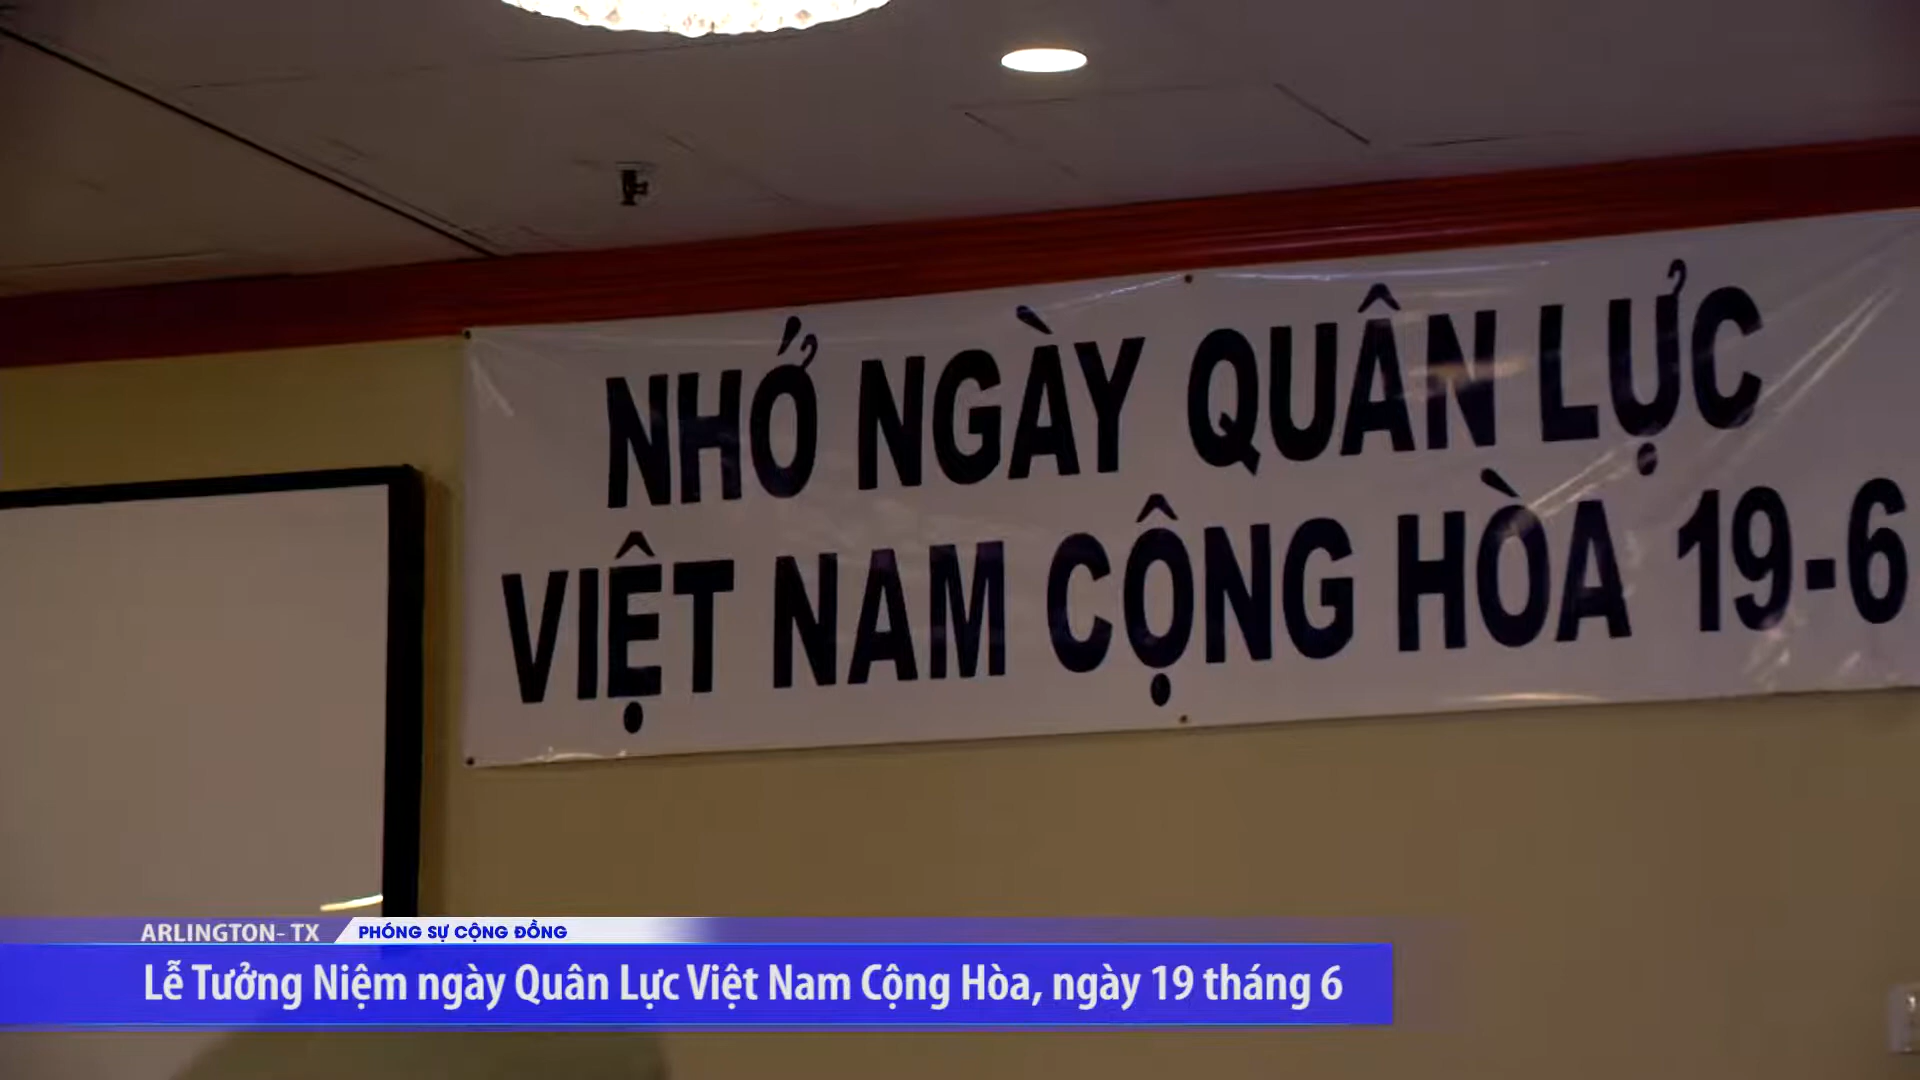 NHỚ NGÀY QUÂN LỰC
VIỆT NAM CỘNG HÒA 19-6
ARLINGTON- TX
PHÓNG SỰ CỘNG ĐỒNG
Lễ Tưởng Niệm ngày Quân Lực Việt Nam Cộng Hòa, ngày 19 tháng 6